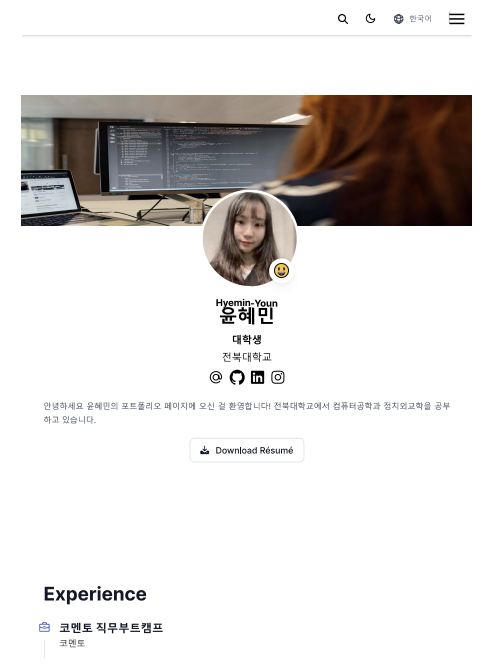 한국어
Hyemin-Youn
윤혜민
대학생
전북대학교
안녕하세요 윤혜민의 포트폴리오 페이지에 오신 걸 환영합니다! 전북대학교에서 컴퓨터공학과 정치외교학을 공부
하고 있습니다.
Download Résumé
Experience
코멘토 직무부트캠프
코멘토